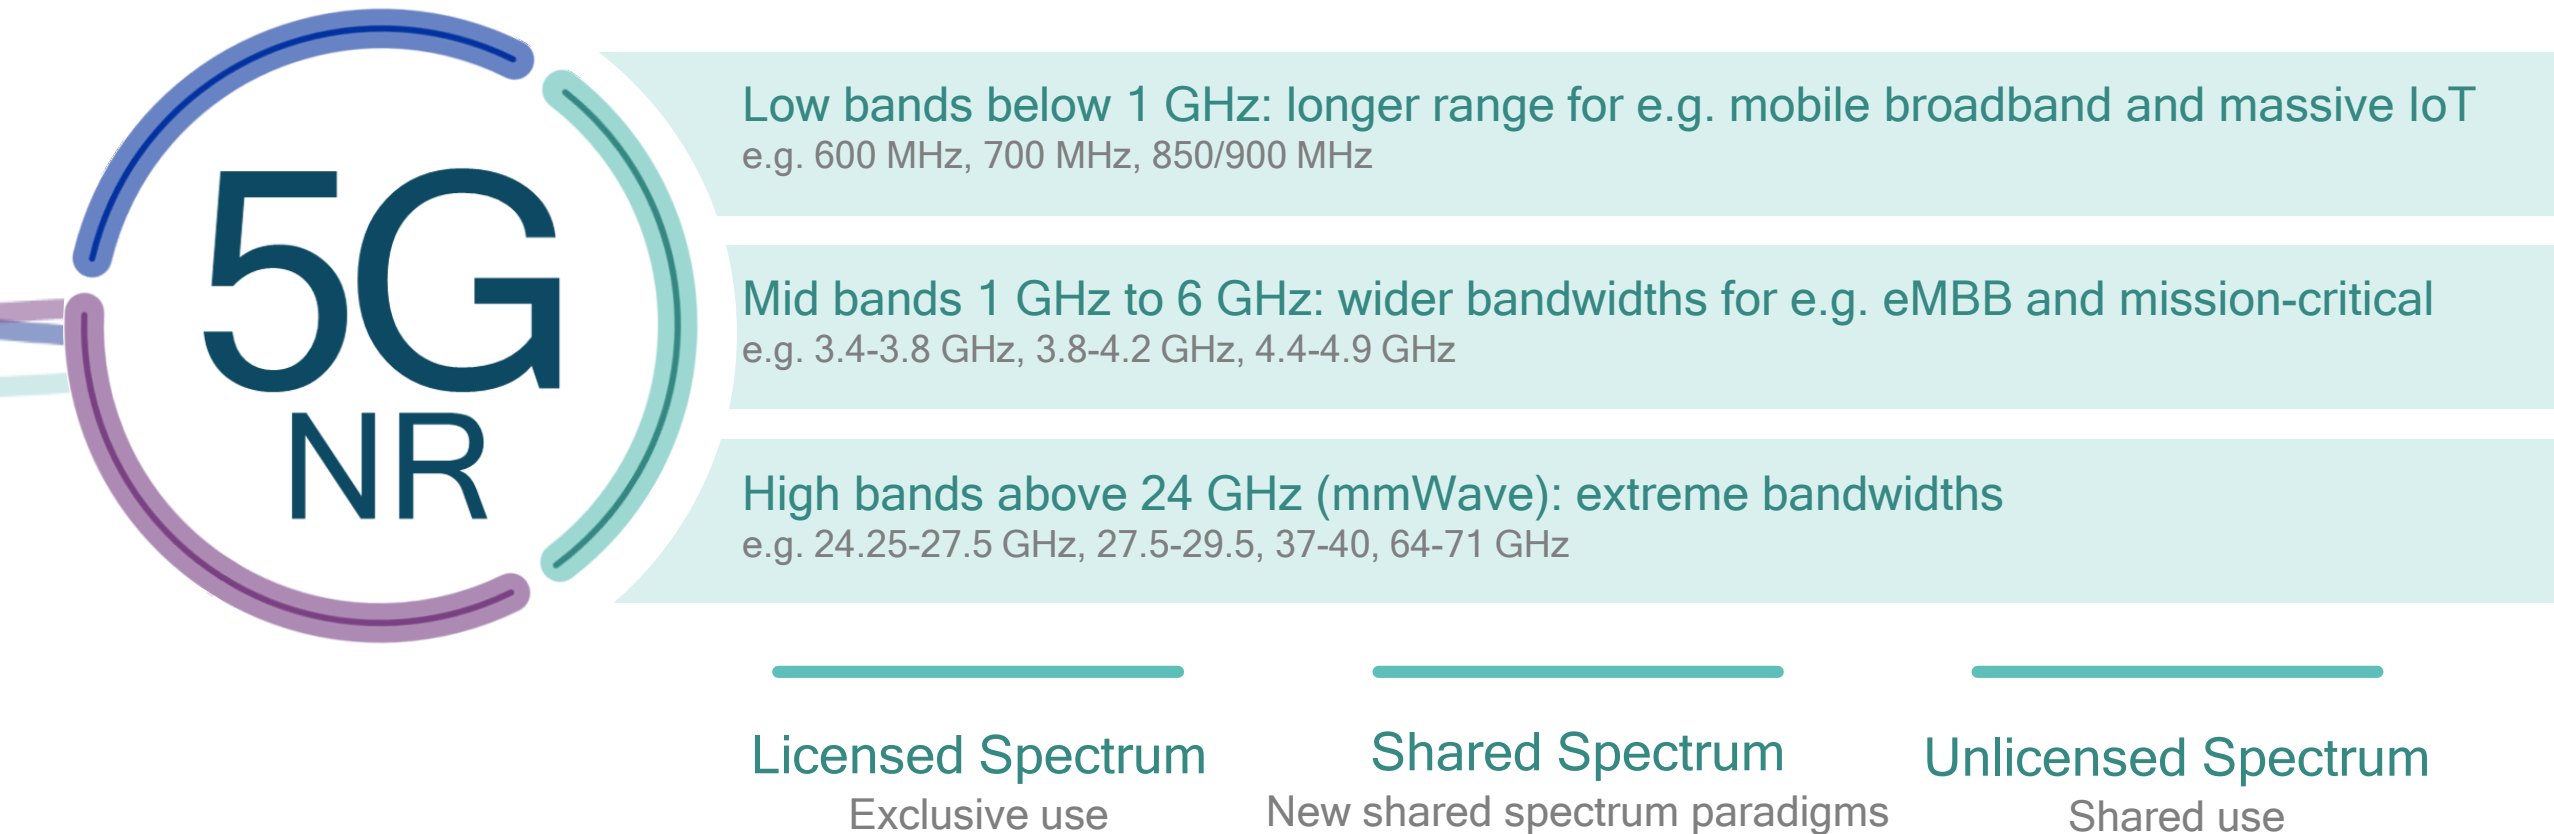 5G
NR
Low bands below 1 GHz: longer range for e.g. mobile broadband and massive IoT
e.g. 600 MHz, 700 MHz, 850/900 MHz
Mid bands 1 GHz to 6 GHz: wider bandwidths for e.g. eMBB and mission-critical
e.g. 3.4-3.8 GHz, 3.8-4.2 GHz, 4.4-4.9 GHz
High bands above 24 GHz (mmWave): extreme bandwidths
e.g. 24.25-27.5 GHz, 27.5-29.5, 37-40, 64-71 GHz
Licensed Spectrum
Exclusive use
Shared Spectrum
New shared spectrum paradigms
Unlicensed Spectrum
Shared use